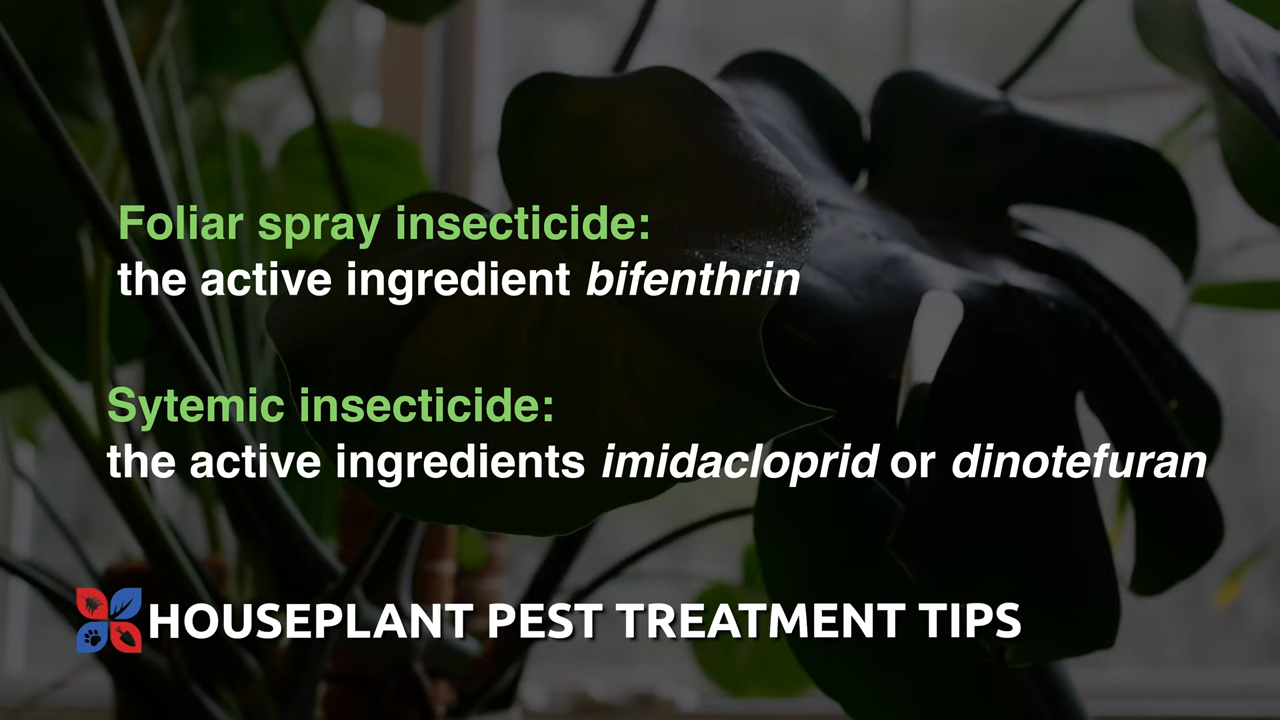 Foliar spray insecticide:
the active ingredient bifenthrin
Sytemic insecticide:
the active ingredients imidacloprid or dinotefuran
HOUSEPLANT PEST TREATMENT TIPS